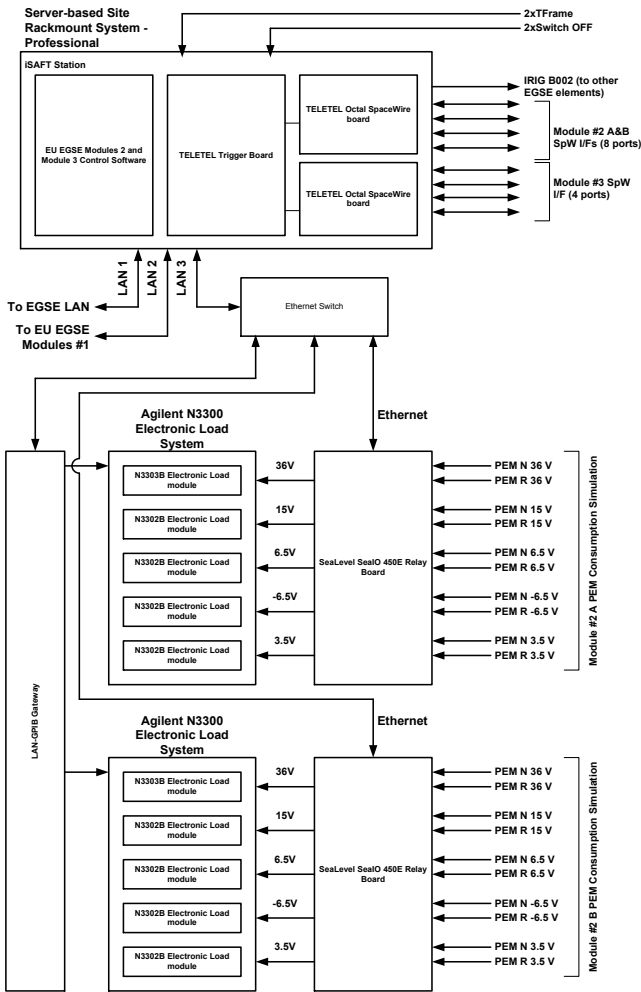 Server-based Site
Rackmount System -
Professional
2xTFrame
2xSwitch OFF
iSAFT Station
EU EGSE Modules 2 and
Module 3 Control Software
TELETEL Trigger Board
TELETEL Octal SpaceWire
board
TELETEL Octal SpaceWire
board
IRIG B002 (to other
EGSE elements)
Module #2 A&B
SpW I/Fs (8 ports)
Module #3 SpW
I/F (4 ports)
LAN 1
LAN 2
LAN 3
To EGSE LAN
To EU EGSE
Modules #1
Ethernet Switch
LAN-GPIB Gateway
Agilent N3300
Electronic Load
System
Ethernet
N3303B Electronic Load
module
N3302B Electronic Load
module
N3302B Electronic Load
module
N3302B Electronic Load
module
N3302B Electronic Load
module
36V
15V
6.5V
-6.5V
3.5V
SeaLevel SeaIO 450E Relay
Board
PEM N 36 V
PEM R 36 V
PEM N 15 V
PEM R 15 V
PEM N 6.5 V
PEM R 6.5 V
PEM N -6.5 V
PEM R -6.5 V
PEM N 3.5 V
PEM R 3.5 V
Module #2 A PEM Consumption Simulation
Agilent N3300
Electronic Load
System
Ethernet
N3303B Electronic Load
module
N3302B Electronic Load
module
N3302B Electronic Load
module
N3302B Electronic Load
module
N3302B Electronic Load
module
36V
15V
6.5V
-6.5V
3.5V
SeaLevel SeaIO 450E Relay
Board
PEM N 36 V
PEM R 36 V
PEM N 15 V
PEM R 15 V
PEM N 6.5 V
PEM R 6.5 V
PEM N -6.5 V
PEM R -6.5 V
PEM N 3.5 V
PEM R 3.5 V
Module #2 B PEM Consumption Simulation